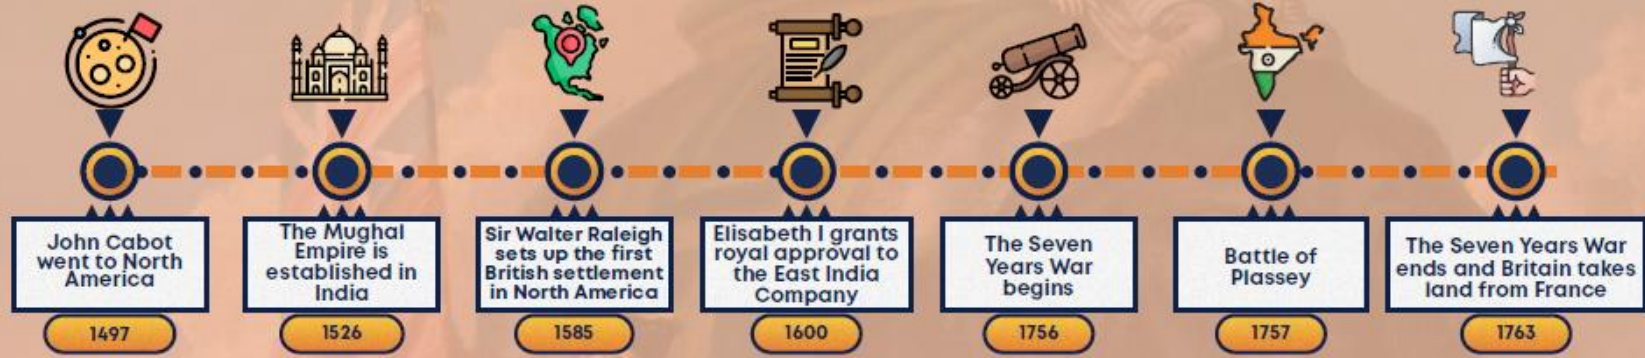 John Cabot
went to North
America
1497
The Mughal
Empire is
established in
India
1526
Sir Walter Raleigh
sets up the first
British settlement
in North America
1585
Elisabeth I grants
royal approval to
the East India
Company
1600
The Seven
Years War
begins
1756
Battle of
Plassey
1757
The Seven Years War
ends and Britain takes
land from France
1763